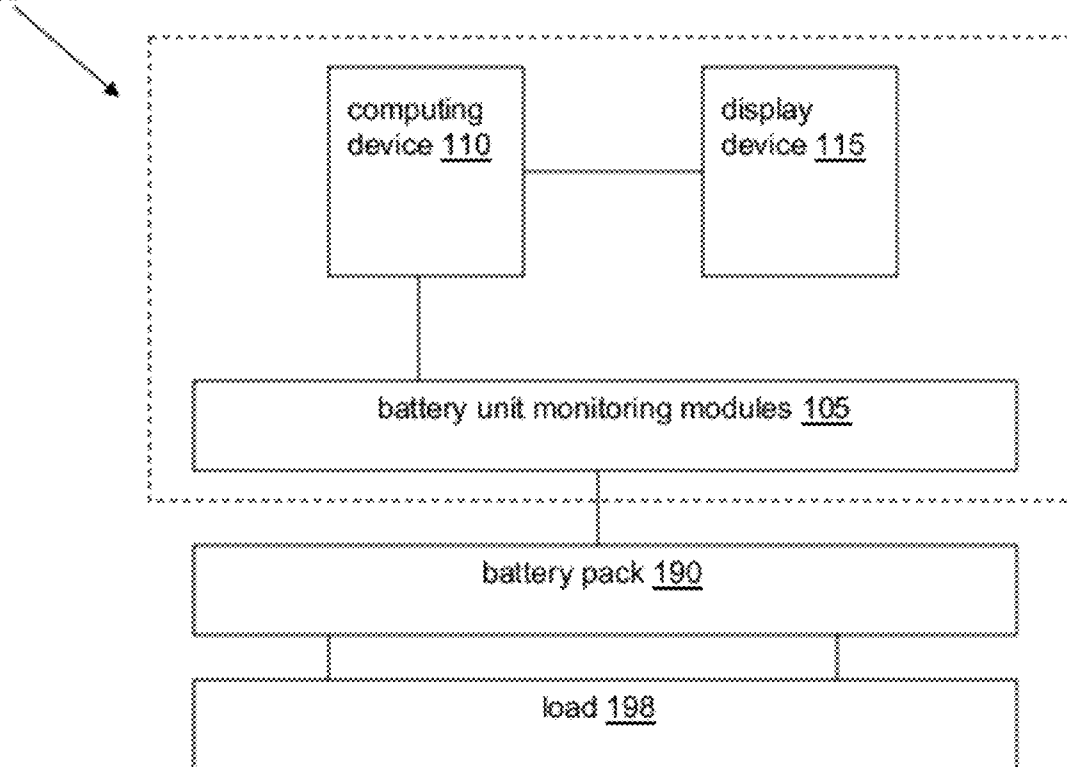 computing
device 110
display
device 115
battery unit monitoring modules 105
battery pack 190
load 198